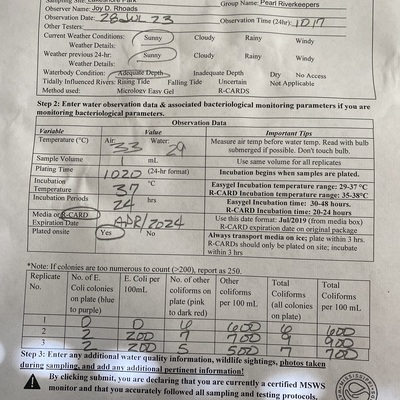 Sampling Site: Lakeshore Park Group Name: Pearl Riverkeepers
Observer Name: Joy D. Rhoads
Observation Date: 28 JUL 23 Observation Time (24hr): 1017
Other Testers:
Current Weather Conditions: Sunny Cloudy Rainy Windy
Weather Details:
Weather previous 24-hr: Sunny Cloudy Rainy Windy
Weather Details:
Waterbody Condition: Adequate Depth Inadequate Depth Dry No Access
Tidally Influenced Rivers: Rising Tide Falling Tide Uncertain Not Applicable
Method used: Micrology Easy Gel R-CARDS
Step 2: Enter water observation data & associated bacteriological monitoring parameters if you are
monitoring bacteriological parameters.
Observation Data
Variable Value Important Tips
Temperature (°C) Air: 33 Water: 29 Measure air temp before water temp. Read with bulb
submerged if possible. Don't touch bulb.
Sample Volume 1 mL Use same volume for all replicates
Plating Time 1020 (24-hr format) Incubation begins when samples are plated.
Incubation Temperature 37 °C Easygel Incubation temperature range: 29-37 °C
R-CARD Incubation temperature range: 35-38°C
Incubation Periods 24 hrs Easygel Incubation time: 30-48 hours.
R-CARD Incubation time: 20-24 hours
Media or R-CARD Expiration Date APR/2024 Use this date format: Jul/2019 (from media box)
R-CARD expiration date on original package
Plated onsite Yes No Always transport media on ice; plate within 3 hrs.
R-CARDs should only be plated on site; incubate
within 3 hrs
*Note: If colonies are too numerous to count (>200), report as 250.
Replicate No. No. of E. Coli colonies on plate (blue to purple) E. Coli per 100mL No. of other coliforms on plate (pink to dark red) Other coliforms per 100 mL Total Coliforms (all colonies on plate) Total Coliforms per 100 mL
1 0 0 6 600 6 600
2 2 200 7 700 9 900
3 2 200 5 500 7 700
Step 3: Enter any additional water quality information, wildlife sightings, photos taken
during sampling, and add any additional pertinent information!
By clicking submit, you are declaring that you are currently a certified MSWS
monitor and that you accurately followed all sampling and testing protocols.